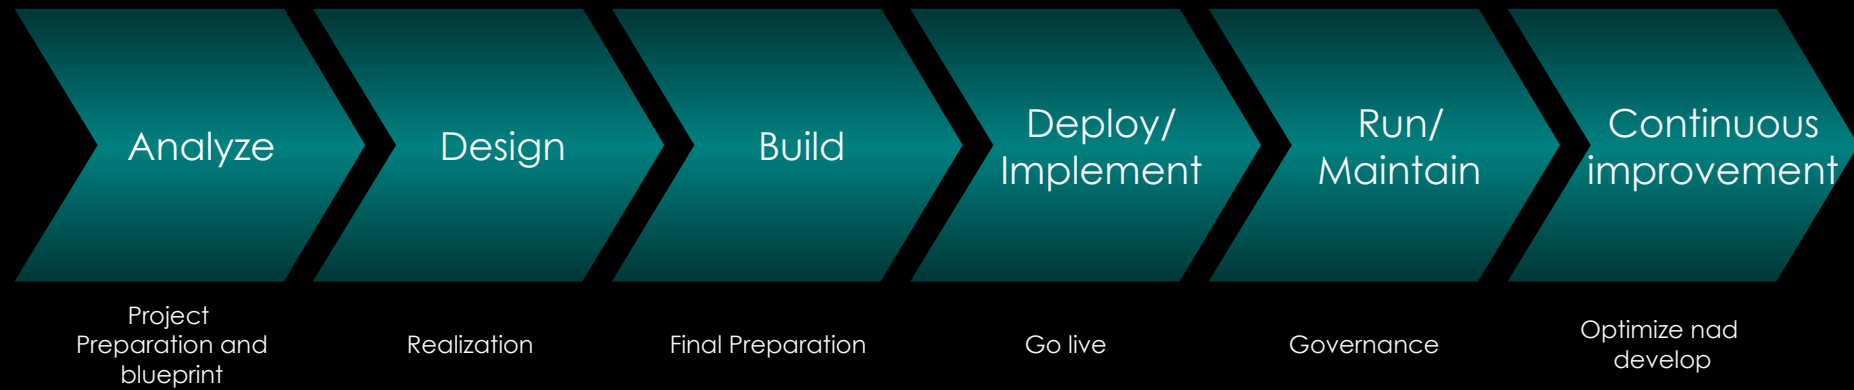 Analyze
Design
Build
Deploy/
Implement
Run/
Maintain
Continuous
improvement
Project
Preparation and
blueprint
Realization
Final Preparation
Go live
Governance
Optimize nad
develop